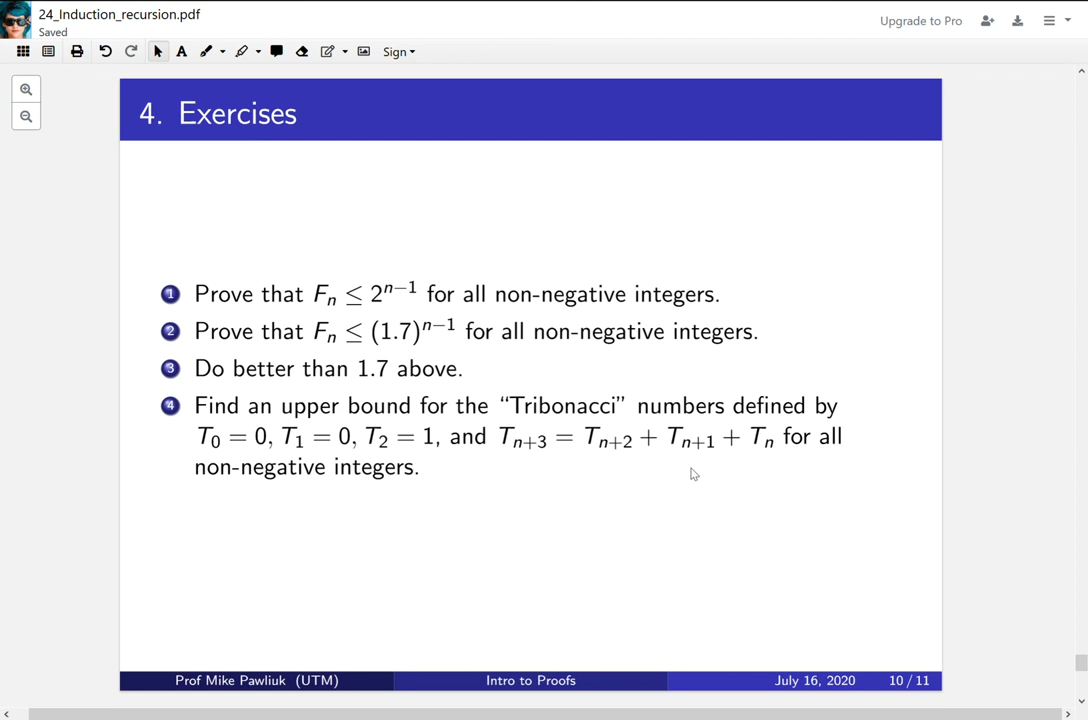 24_Induction_recursion.pdf
Saved
Upgrade to Pro
A
Sign
4. Exercises
1 Prove that Fₙ ≤ 2ⁿ⁻¹ for all non-negative integers.
2 Prove that Fₙ ≤ (1.7)ⁿ⁻¹ for all non-negative integers.
3 Do better than 1.7 above.
4 Find an upper bound for the “Tribonacci” numbers defined by
T₀ = 0, T₁ = 0, T₂ = 1, and Tₙ₊₃ = Tₙ₊₂ + Tₙ₊₁ + Tₙ for all
non-negative integers.
Prof Mike Pawliuk (UTM) Intro to Proofs July 16, 2020 10 / 11